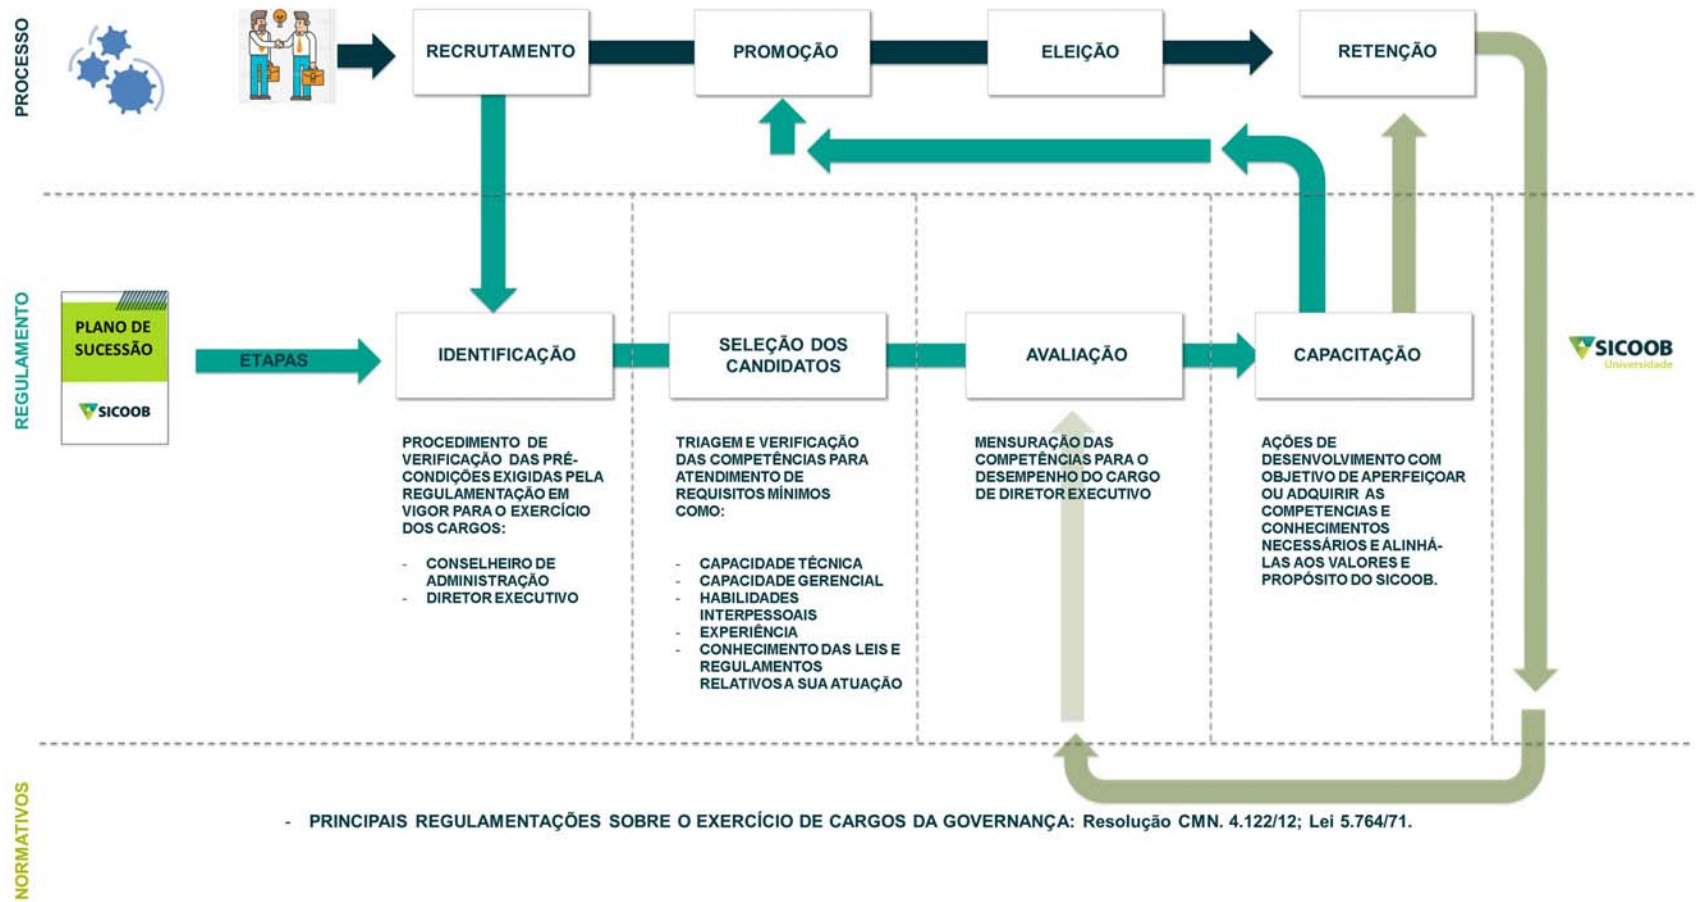 PROCESSO
RECRUTAMENTO
PROMOÇÃO
ELEIÇÃO
RETENÇÃO
REGULAMENTO
PLANO DE
SUCESSÃO
SICOOB
ETAPAS
IDENTIFICAÇÃO
SELEÇÃO DOS
CANDIDATOS
AVALIAÇÃO
CAPACITAÇÃO
SICOOB
Universidade
PROCEDIMENTO DE
VERIFICAÇÃO DAS PRÉ-
CONDIÇÕES EXIGIDAS PELA
REGULAMENTAÇÃO EM
VIGOR PARA O EXERCÍCIO
DOS CARGOS:
- CONSELHEIRO DE
ADMINISTRAÇÃO
- DIRETOR EXECUTIVO
TRIAGEM E VERIFICAÇÃO
DAS COMPETÊNCIAS PARA
ATENDIMENTO DE
REQUISITOS MÍNIMOS
COMO:
- CAPACIDADE TÉCNICA
- CAPACIDADE GERENCIAL
- HABILIDADES
INTERPESSOAIS
- EXPERIÊNCIA
- CONHECIMENTO DAS LEIS E
REGULAMENTOS
RELATIVOS A SUA ATUAÇÃO
MENSURAÇÃO DAS
COMPETÊNCIAS PARA O
DESEMPENHO DO CARGO
DE DIRETOR EXECUTIVO
AÇÕES DE
DESENVOLVIMENTO COM
OBJETIVO DE APERFEIÇOAR
OU ADQUIRIR AS
COMPETENCIAS E
CONHECIMENTOS
NECESSÁRIOS E ALINHÁ-
LAS AOS VALORES E
PROPÓSITO DO SICOOB.
NORMATIVOS
- PRINCIPAIS REGULAMENTAÇÕES SOBRE O EXERCÍCIO DE CARGOS DA GOVERNANÇA: Resolução CMN. 4.122/12; Lei 5.764/71.